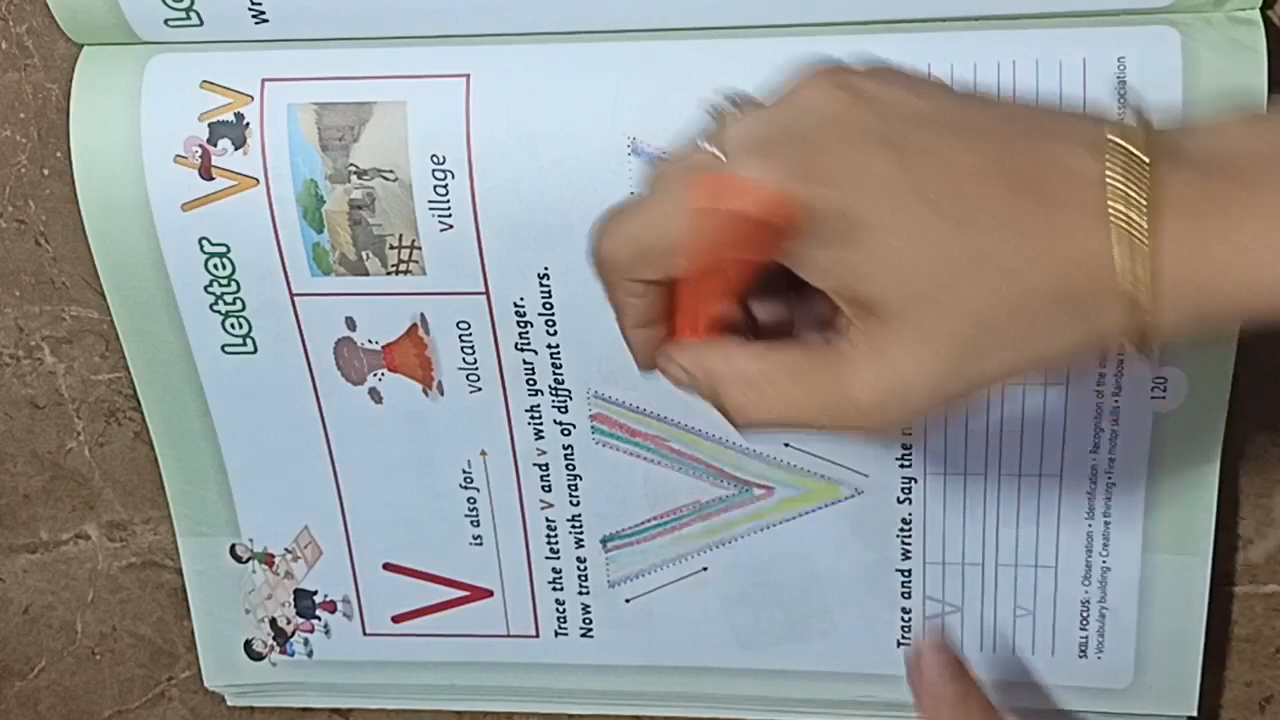 Letter Vv
V
is also for...
volcano
village
Trace the letter V and v with your finger.
Now trace with crayons of different colours.
Trace and write. Say the
V
v
SKILL FOCUS: • Observation • Identification • Recognition of the
• Vocabulary building • Creative thinking • Fine motor skills • Rainbow
Association
120